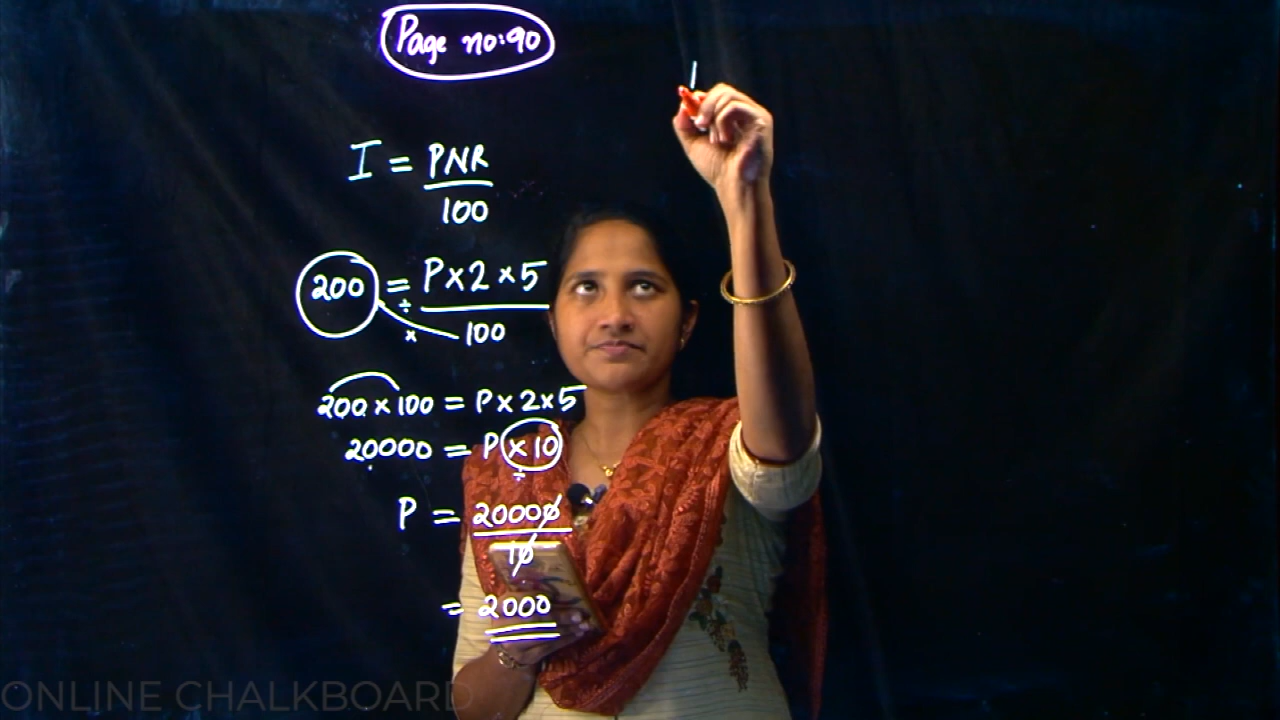 Page no:90
I = PNR
100
200 = P×2×5
÷
× 100
200×100 = P×2×5
20000 = P ×10
÷
P = 20000
10
= 2000
ONLINE CHALKBOARD